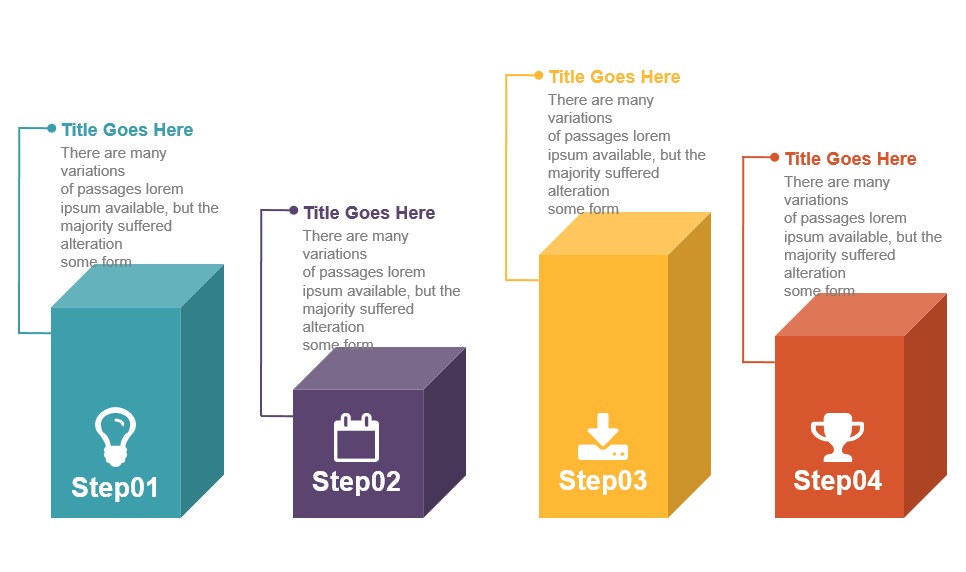 Title Goes Here
There are many
variations
of passages lorem
ipsum available, but the
majority suffered
alteration
some form
Step01
Title Goes Here
There are many
variations
of passages lorem
ipsum available, but the
majority suffered
alteration
some form
Step02
Title Goes Here
There are many
variations
of passages lorem
ipsum available, but the
majority suffered
alteration
some form
Step03
Title Goes Here
There are many
variations
of passages lorem
ipsum available, but the
majority suffered
alteration
some form
Step04